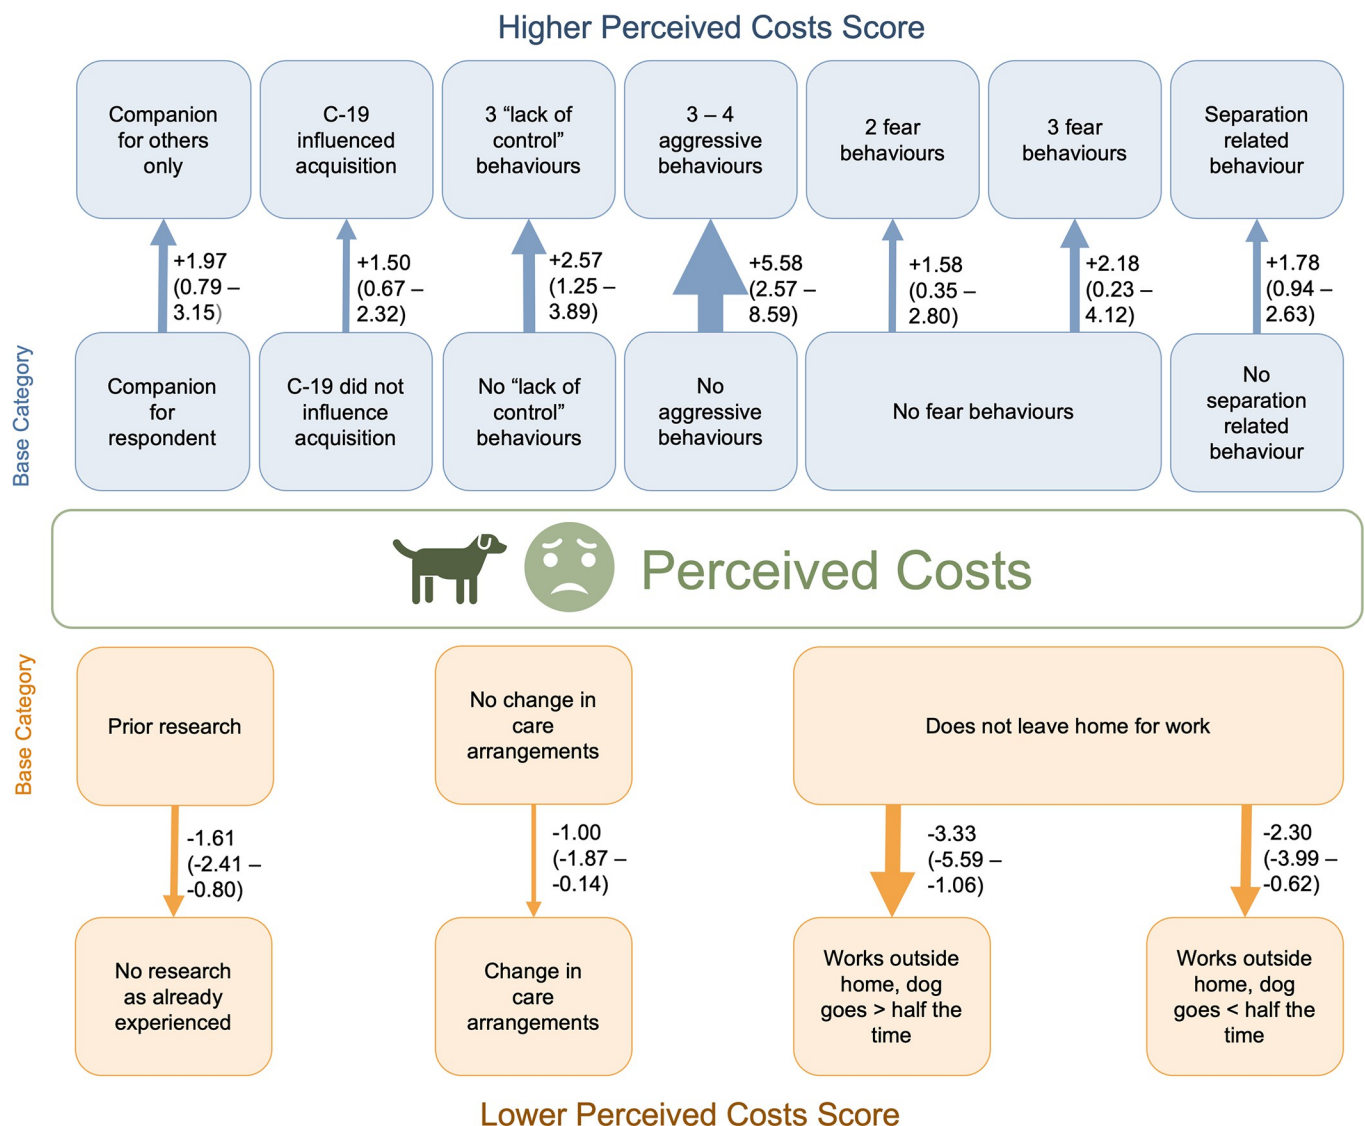 Higher Perceived Costs Score
Companion
for others
only
C-19
influenced
acquisition
3 “lack of
control”
behaviours
3 – 4
aggressive
behaviours
2 fear
behaviours
3 fear
behaviours
Separation
related
behaviour
+1.97
(0.79 –
3.15)
+1.50
(0.67 –
2.32)
+2.57
(1.25 –
3.89)
+5.58
(2.57 –
8.59)
+1.58
(0.35 –
2.80)
+2.18
(0.23 –
4.12)
+1.78
(0.94 –
2.63)
Base Category
Companion
for
respondent
C-19 did not
influence
acquisition
No “lack of
control”
behaviours
No
aggressive
behaviours
No fear behaviours
No
separation
related
behaviour
Perceived Costs
Base Category
Prior research
No change in
care
arrangements
Does not leave home for work
-1.61
(-2.41 –
-0.80)
-1.00
(-1.87 –
-0.14)
-3.33
(-5.59 –
-1.06)
-2.30
(-3.99 –
-0.62)
No research
as already
experienced
Change in
care
arrangements
Works outside
home, dog
goes > half the
time
Works outside
home, dog
goes < half the
time
Lower Perceived Costs Score